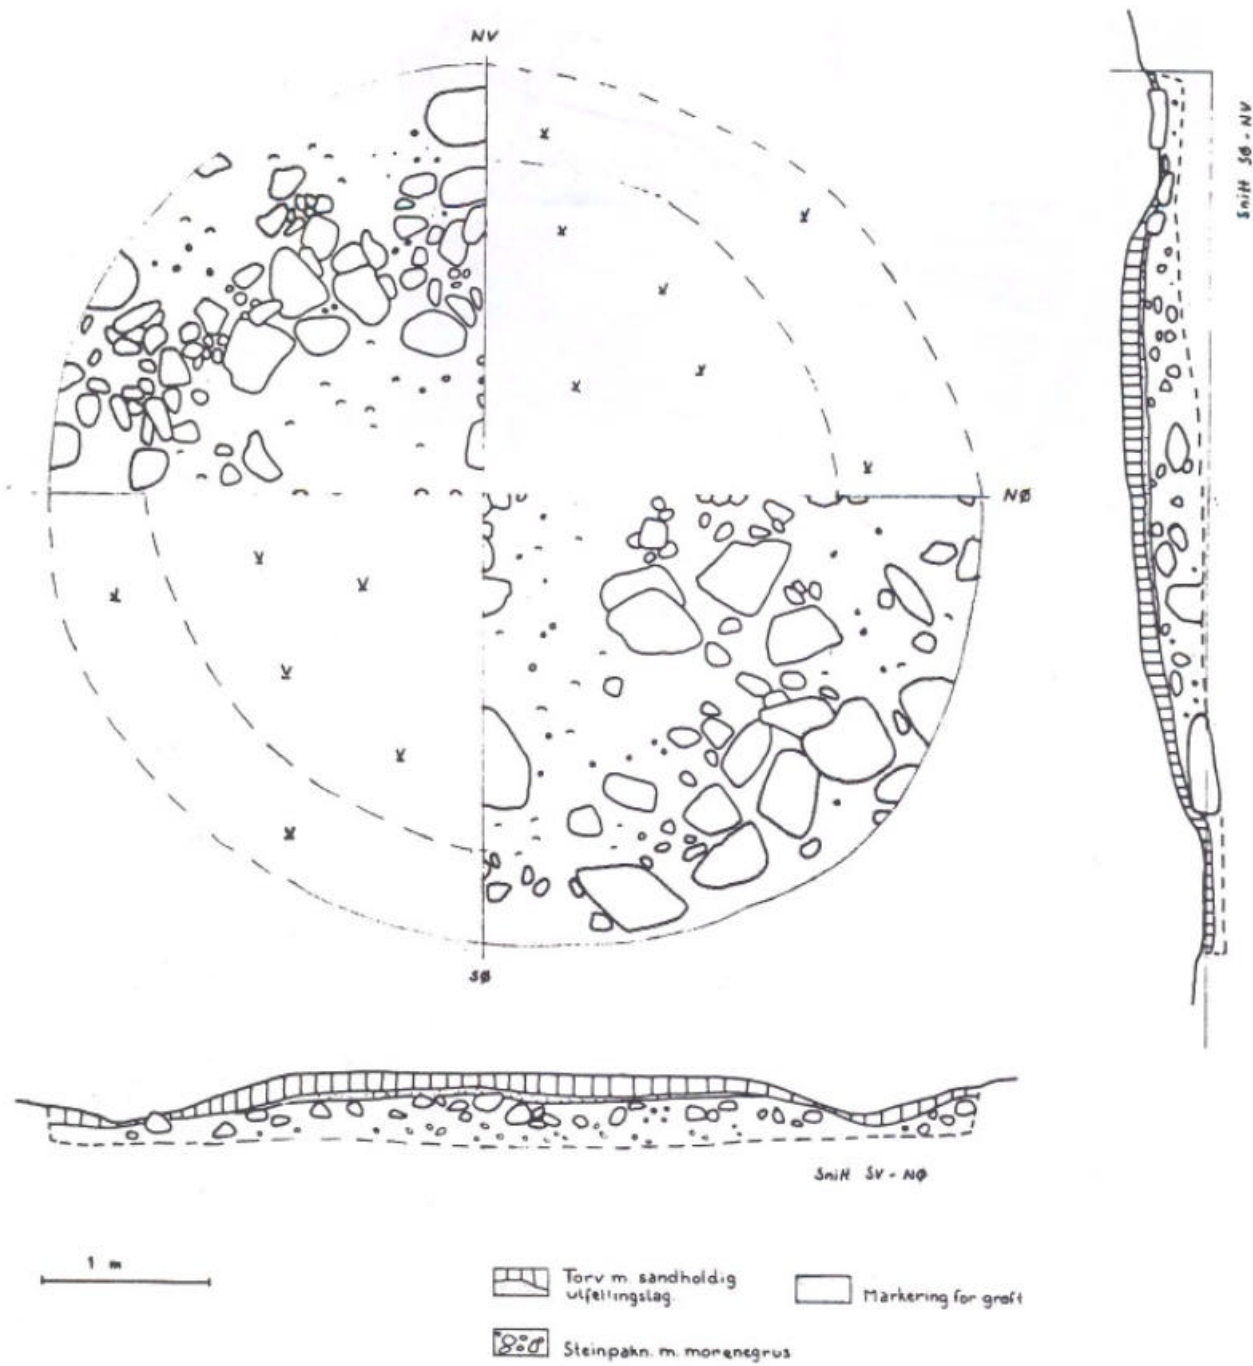 NV
Snitt SØ - NV
NØ
SØ
Snitt SV - NØ
1 m
Torv m. sandholdig
utfellingslag.
Markering for grøft
Steinpakn. m. morenegrus